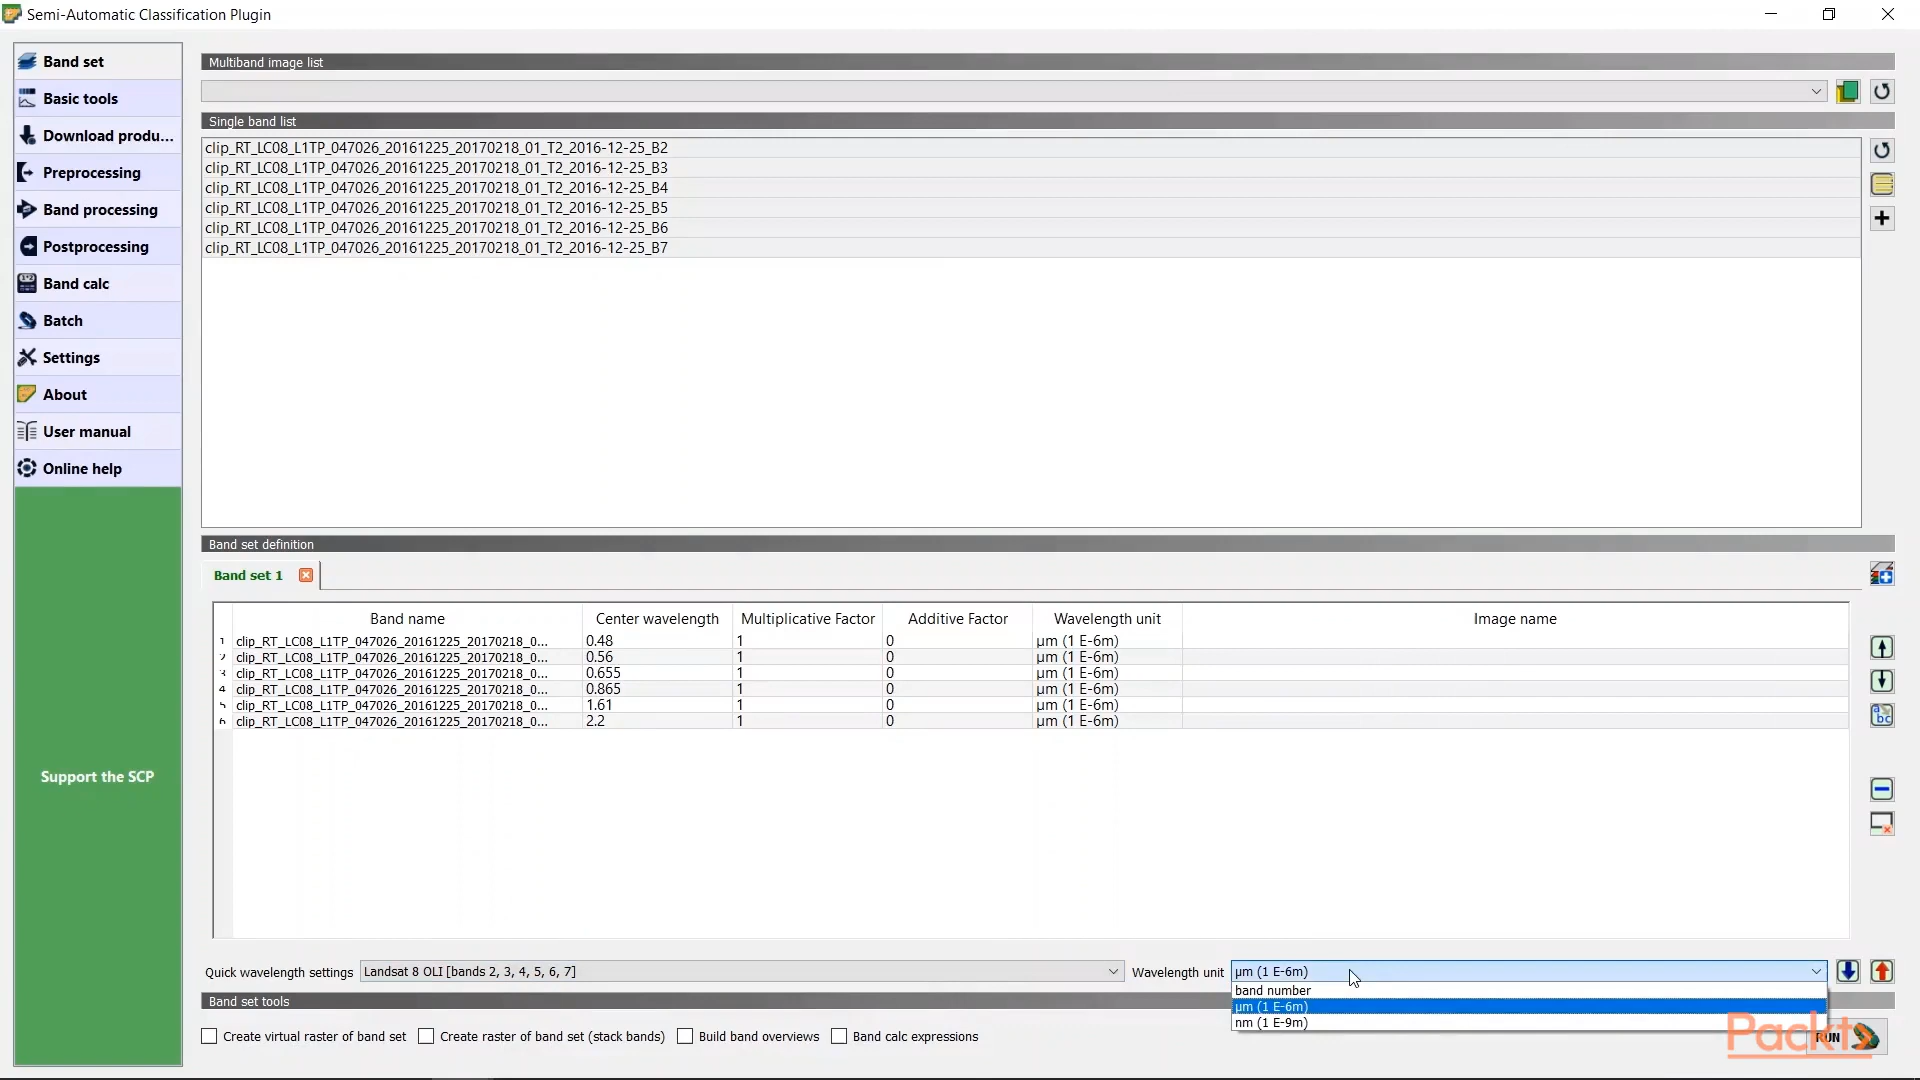 Semi-Automatic Classification Plugin
Band set
Basic tools
Download produ...
Preprocessing
Band processing
Postprocessing
Band calc
Batch
Settings
About
User manual
Online help
Support the SCP
Multiband image list
Single band list
clip_RT_LC08_L1TP_047026_20161225_20170218_01_T2_2016-12-25_B2
clip_RT_LC08_L1TP_047026_20161225_20170218_01_T2_2016-12-25_B3
clip_RT_LC08_L1TP_047026_20161225_20170218_01_T2_2016-12-25_B4
clip_RT_LC08_L1TP_047026_20161225_20170218_01_T2_2016-12-25_B5
clip_RT_LC08_L1TP_047026_20161225_20170218_01_T2_2016-12-25_B6
clip_RT_LC08_L1TP_047026_20161225_20170218_01_T2_2016-12-25_B7
Band set definition
Band set 1
Band name Center wavelength Multiplicative Factor Additive Factor Wavelength unit Image name
1 clip_RT_LC08_L1TP_047026_20161225_20170218_0... 0.48 1 0 µm (1 E-6m)
2 clip_RT_LC08_L1TP_047026_20161225_20170218_0... 0.56 1 0 µm (1 E-6m)
3 clip_RT_LC08_L1TP_047026_20161225_20170218_0... 0.655 1 0 µm (1 E-6m)
4 clip_RT_LC08_L1TP_047026_20161225_20170218_0... 0.865 1 0 µm (1 E-6m)
5 clip_RT_LC08_L1TP_047026_20161225_20170218_0... 1.61 1 0 µm (1 E-6m)
6 clip_RT_LC08_L1TP_047026_20161225_20170218_0... 2.2 1 0 µm (1 E-6m)
Quick wavelength settings Landsat 8 OLI [bands 2, 3, 4, 5, 6, 7] Wavelength unit µm (1 E-6m)
band number
µm (1 E-6m)
nm (1 E-9m)
Band set tools
Create virtual raster of band set Create raster of band set (stack bands) Build band overviews Band calc expressions
Packt RUN